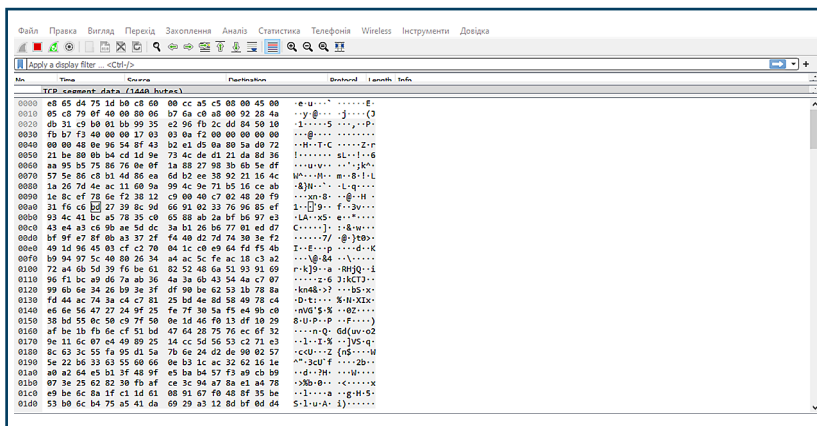 Файл Правка Вигляд Перехід Захоплення Аналіз Статистика Телефонія Wireless Інструменти Довідка
Apply a display filter ... <Ctrl-/>
No. Time Source Destination Protocol Length Info
TCP segment data (1440 bytes)
0000 e8 65 d4 75 1d b0 c8 60 00 cc a5 c5 08 00 45 00
0010 05 c8 79 0f 40 00 80 06 b7 6a c0 a8 00 92 28 4a
0020 db 31 c9 b0 01 bb 99 35 e2 96 fb 2c dd 84 50 10
0030 fb b7 f3 40 00 00 17 03 03 0a f2 00 00 00 00 00
0040 00 00 48 0e 96 54 8f 43 b2 e1 d5 0a 80 5a d0 72
0050 21 be 80 0b b4 cd 1d 9e 73 4c de d1 21 da 8d 36
0060 aa 95 b5 75 86 76 0e 0f 1a 88 27 98 3b 6b 5e df
0070 57 5e 86 c8 b1 4d 86 ea 6d b2 ee 38 92 21 16 4c
0080 1a 26 7d 4e ac 11 60 9a 99 4c 9e 71 b5 16 ce ab
0090 1e 8c ef 78 6e f2 38 12 c9 00 40 c7 02 48 20 f9
00a0 31 f6 c6 bd 27 39 8c 9d 66 91 02 33 76 96 85 ef
00b0 93 4c 41 bc a5 78 35 c0 65 88 ab 2a bf b6 97 e3
00c0 43 e4 a3 c6 9b ae 5d dc 3a b1 26 b6 77 01 ed d7
00d0 bf 9f e7 8f 0b a3 37 2f f4 40 d2 7d 74 30 3e f2
00e0 49 1d 96 45 03 cf c2 70 04 1c c0 e9 64 fd f5 4b
00f0 b9 94 97 5c 40 80 26 34 a4 ac 5c fe ac 18 c3 a2
0100 72 a4 6b 5d 39 f6 be 61 82 52 48 6a 51 93 91 69
0110 96 f1 bc a9 d6 7a ab 36 4a 3a 6b 43 54 4a c7 07
0120 99 6b 6e 34 26 b9 3e 3f df 90 be 62 53 1b 78 8a
0130 fd 44 ac 74 3a c4 c7 81 25 bd 4e 8d 58 49 78 c4
0140 e6 6e 56 47 27 24 9f 25 fe 7f 30 5a f5 e4 9b c0
0150 38 bd 55 0c 50 c9 7f 50 0e 1d 46 f0 13 df 10 29
0160 af be 1b fb 6e cf 51 bd 47 64 28 75 76 ec 6f 32
0170 9e 11 6c 07 e4 49 89 25 14 cc 5d 56 53 c2 71 e3
0180 8c 63 3c 55 fa 95 d1 5a 7b 6e 24 d2 de 90 02 57
0190 5e 22 b6 33 63 55 60 66 0e b3 1c ac 32 62 16 1e
01a0 a0 a2 64 e5 b1 3f 48 9f e5 ba b4 57 f3 a9 cb b9
01b0 07 3e 25 62 82 30 fb af ce 3c 94 a7 8a e1 a4 78
01c0 e9 be 6c 8a 1f c1 1d 61 08 91 67 f0 48 8f 35 be
01d0 53 b0 6c b4 75 a5 41 da 69 29 a3 12 8d bf 0d d4